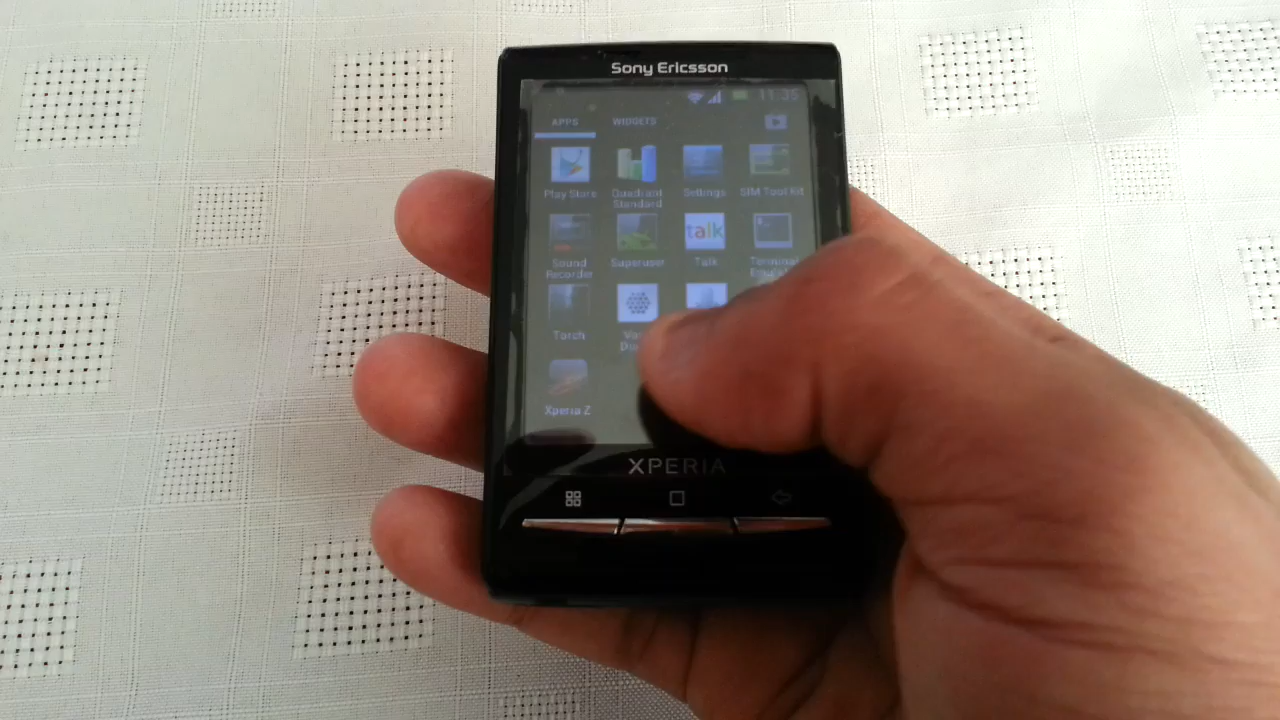 Sony Ericsson
11:35
APPS WIDGETS
Play Store Quadrant Standard Settings SIM Tool Kit
Sound Recorder Superuser talk Talk Terminal
Torch
Xperia Z
XPERIA